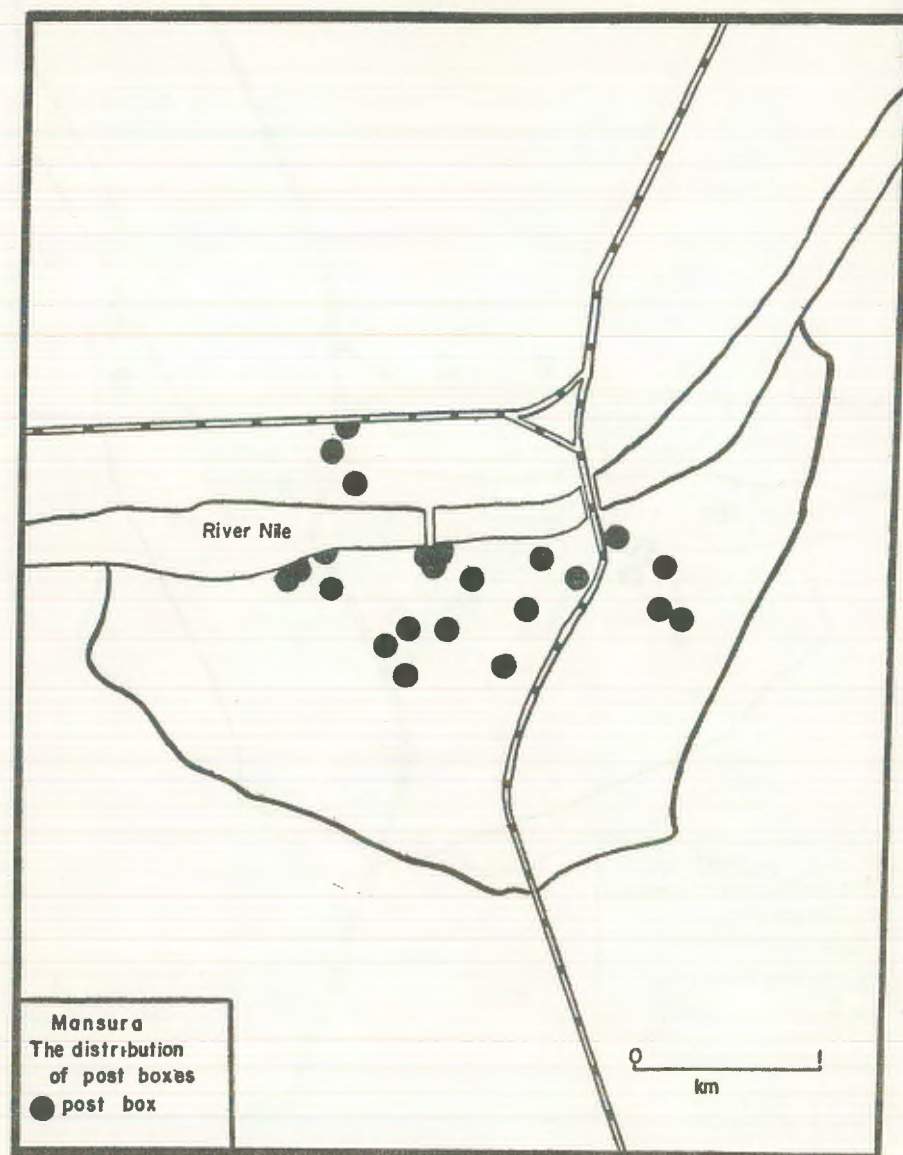 River Nile
Mansura
The distribution
of post boxes
post box
0 1
km